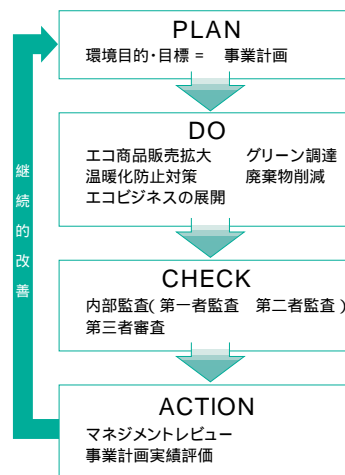 PLAN
環境目的・目標 = 事業計画
DO
エコ商品販売拡大 グリーン調達
温暖化防止対策 廃棄物削減
エコビジネスの展開
継続的改善
CHECK
内部監査( 第一者監査 第二者監査 )
第三者審査
ACTION
マネジメントレビュー
事業計画実績評価